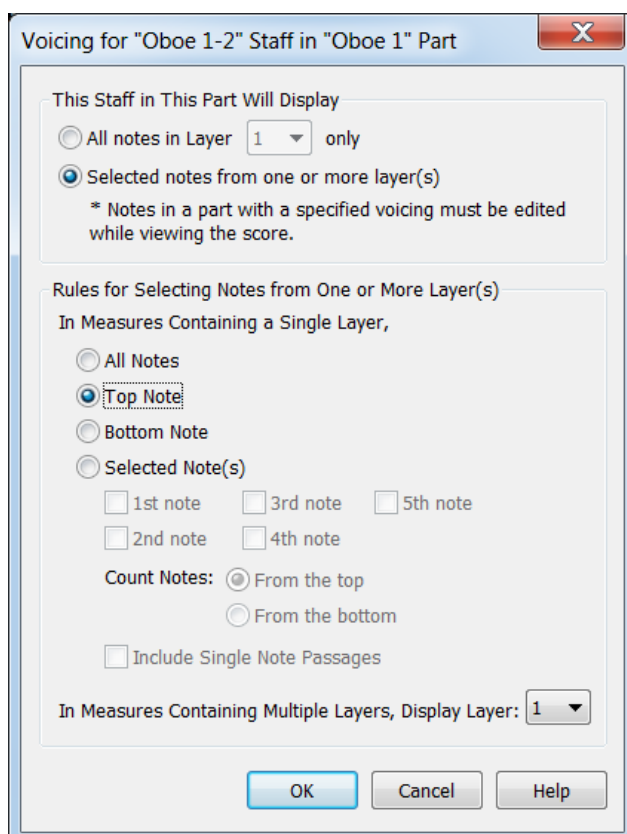 Voicing for "Oboe 1-2" Staff in "Oboe 1" Part
This Staff in This Part Will Display
All notes in Layer 1 only
Selected notes from one or more layer(s)
* Notes in a part with a specified voicing must be edited
while viewing the score.
Rules for Selecting Notes from One or More Layer(s)
In Measures Containing a Single Layer,
All Notes
Top Note
Bottom Note
Selected Note(s)
1st note 3rd note 5th note
2nd note 4th note
Count Notes: From the top
From the bottom
Include Single Note Passages
In Measures Containing Multiple Layers, Display Layer: 1
OK Cancel Help